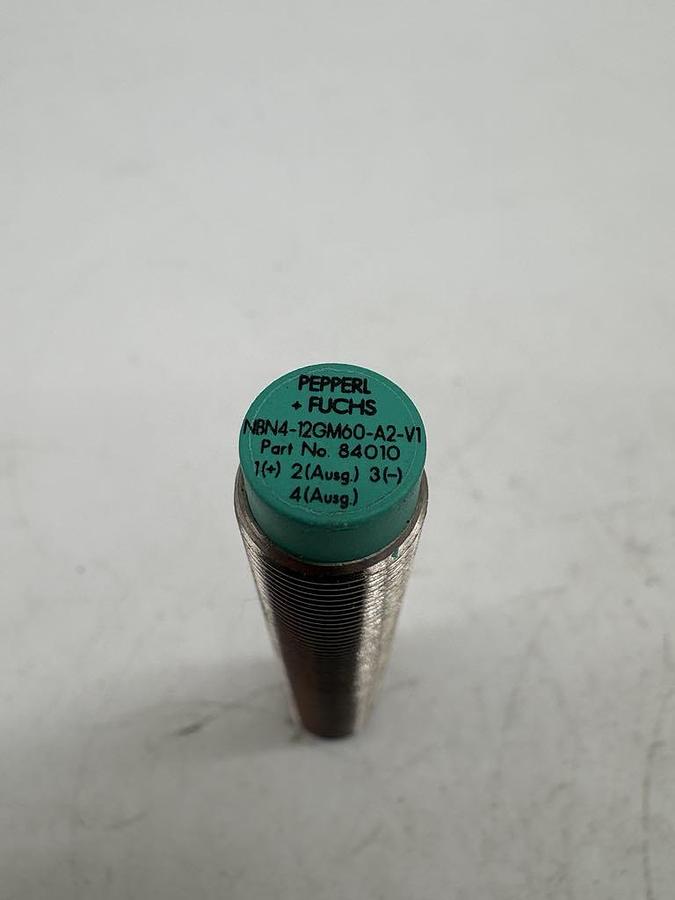 PEPPERL
+ FUCHS
NBN4-12GM60-A2-V1
Part No. 84010
1(+) 2(Ausg.) 3(-)
4(Ausg.)